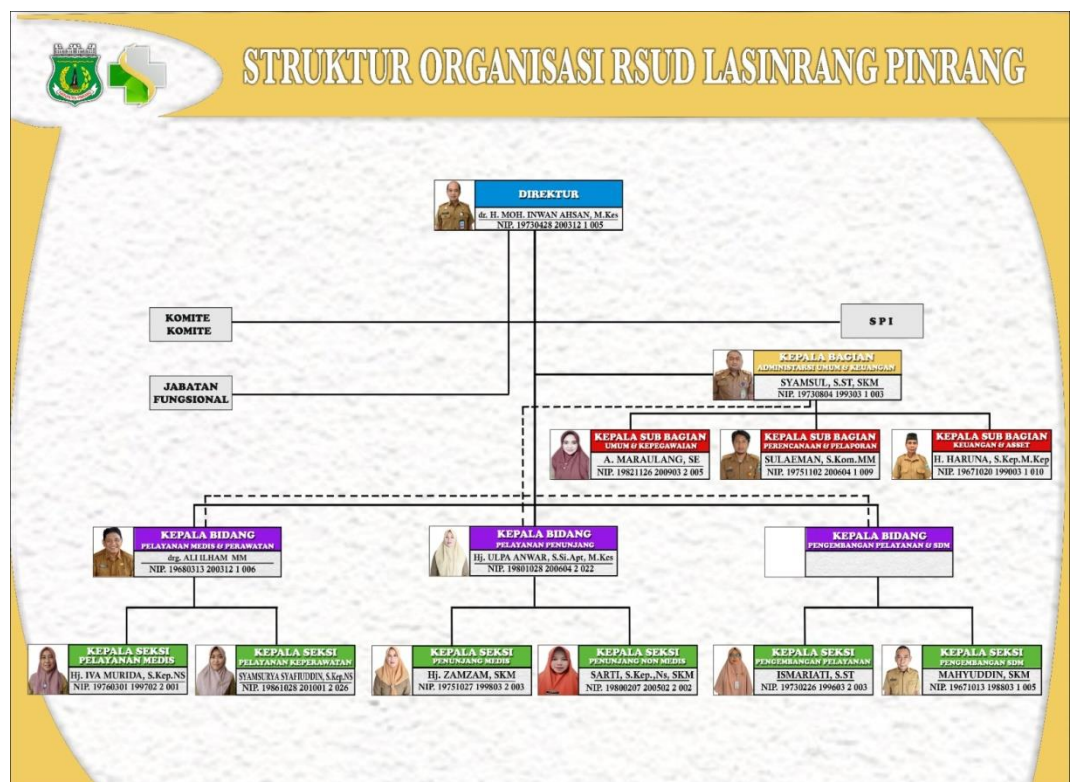 STRUKTUR ORGANISASI RSUD LASINRANG PINRANG
DIREKTUR
dr. H. MOH. INWAN AHSAN, M.Kes
NIP. 19730428 200312 1 005
KOMITE
KOMITE
S P I
JABATAN
FUNGSIONAL
KEPALA BAGIAN
ADMINISTARSI UMUM & KEUANGAN
SYAMSUL, S.ST, SKM
NIP. 19730804 199303 1 003
KEPALA SUB BAGIAN
UMUM & KEPEGAWAIAN
A. MARAULANG, SE
NIP. 19821126 200903 2 005
KEPALA SUB BAGIAN
PERENCANAAN & PELAPORAN
SULAEMAN, S.Kom.MM
NIP. 19751102 200604 1 009
KEPALA SUB BAGIAN
KEUANGAN & ASSET
H. HARUNA, S.Kep.M.Kep
NIP. 19671020 199003 1 010
KEPALA BIDANG
PELAYANAN MEDIS & PERAWATAN
drg. ALI ILHAM MM
NIP. 19680313 200312 1 006
KEPALA BIDANG
PELAYANAN PENUNJANG
Hj. ULPA ANWAR, S.Si.Apt, M.Kes
NIP. 19801028 200604 2 022
KEPALA BIDANG
PENGEMBANGAN PELAYANAN & SDM
KEPALA SEKSI
PELAYANAN MEDIS
Hj. IVA MURIDA, S.Kep.NS
NIP. 19760301 199702 2 001
KEPALA SEKSI
PELAYANAN KEPERAWATAN
SYAMSURYA SYAFRUDDIN, S.Kep.NS
NIP. 19861028 201001 2 026
KEPALA SEKSI
PENUNJANG MEDIS
Hj. ZAMZAM, SKM
NIP. 19751027 199803 2 003
KEPALA SEKSI
PENUNJANG NON MEDIS
SARTI, S.Kep.,Ns, SKM
NIP. 19800207 200502 2 002
KEPALA SEKSI
PENGEMBANGAN PELAYANAN
ISMARIATI, S.ST
NIP. 19730226 199603 2 003
KEPALA SEKSI
PENGEMBANGAN SDM
MAHYUDDIN, SKM
NIP. 19671013 198803 1 005